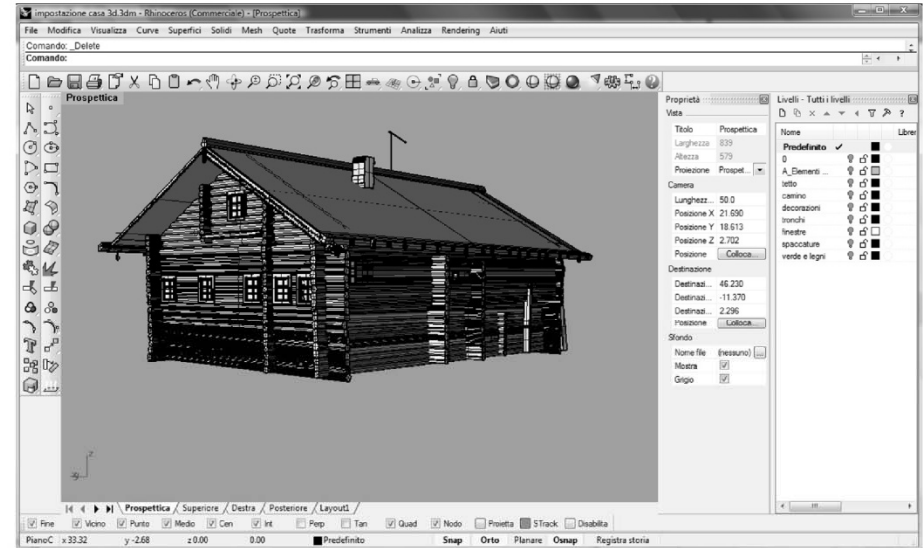 impostazione casa 3d.3dm - Rhinoceros (Commerciale) - [Prospettica]
File Modifica Visualizza Curve Superfici Solidi Mesh Quote Trasforma Strumenti Analizza Rendering Aiuti
Comando: _Delete
Comando:
Prospettica
Proprietà
Vista
Titolo Prospettica
Larghezza 839
Altezza 579
Proiezione Prospet...
Camera
Lunghezz... 50.0
Posizione X 21.690
Posizione Y 18.613
Posizione Z 2.702
Posizione Colloca...
Destinazione
Destinazi... 46.230
Destinazi... -11.370
Destinazi... 2.296
Posizione Colloca...
Sfondo
Nome file (nessuno) ...
Mostra
Grigio
Livelli - Tutti i livelli
Nome Libre
Predefinito
0
A_Elementi ...
tetto
camino
decorazioni
tronchi
finestre
spaccature
verde e legni
z
Prospettica Superiore Destra Posteriore Layout1
Fine Vicino Punto Medio Cen Int Perp Tan Quad Nodo Proietta STrack Disabilita
PianoC x 33.32 y -2.68 z 0.00 0.00 Predefinito Snap Orto Planare Osnap Registra storia